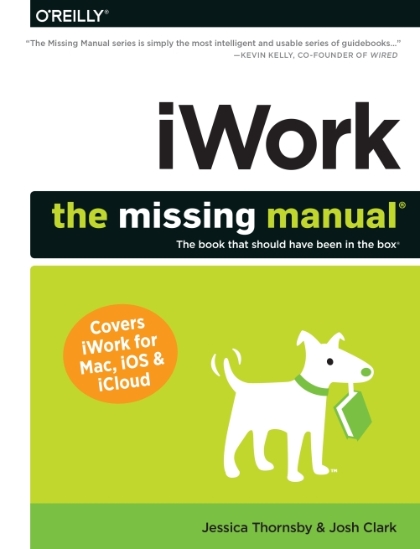 O'REILLY®
"The Missing Manual series is simply the most intelligent and usable series of guidebooks..."
—KEVIN KELLY, CO-FOUNDER OF WIRED
iWork
the missing manual®
The book that should have been in the box®
Covers
iWork for
Mac, iOS &
iCloud
Jessica Thornsby & Josh Clark